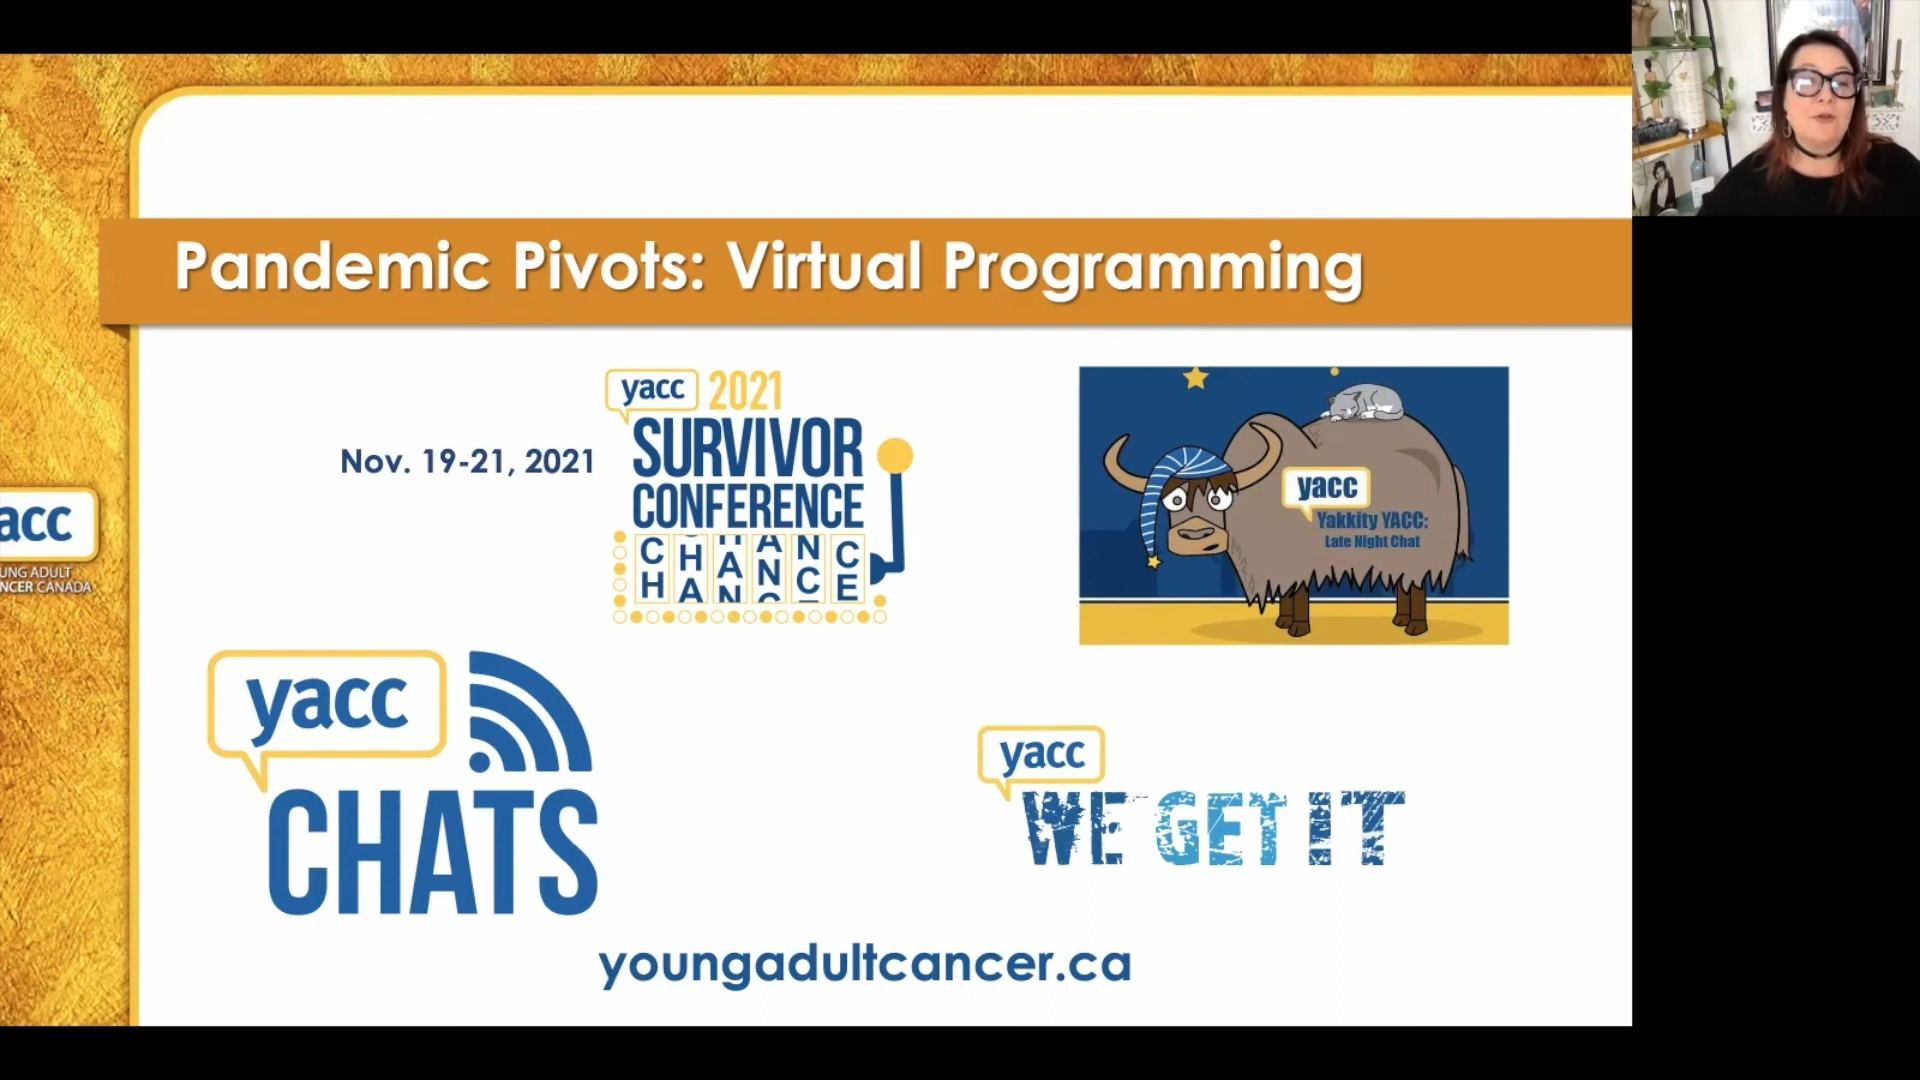 Pandemic Pivots: Virtual Programming
Nov. 19-21, 2021
yacc 2021
SURVIVOR
CONFERENCE
C H A N C
C H A N C E
H A N C E
yacc
Yakkity YACC:
Late Night Chat
acc
UNG ADULT
NCER CANADA
yacc
CHATS
yacc
WE GET IT
youngadultcancer.ca